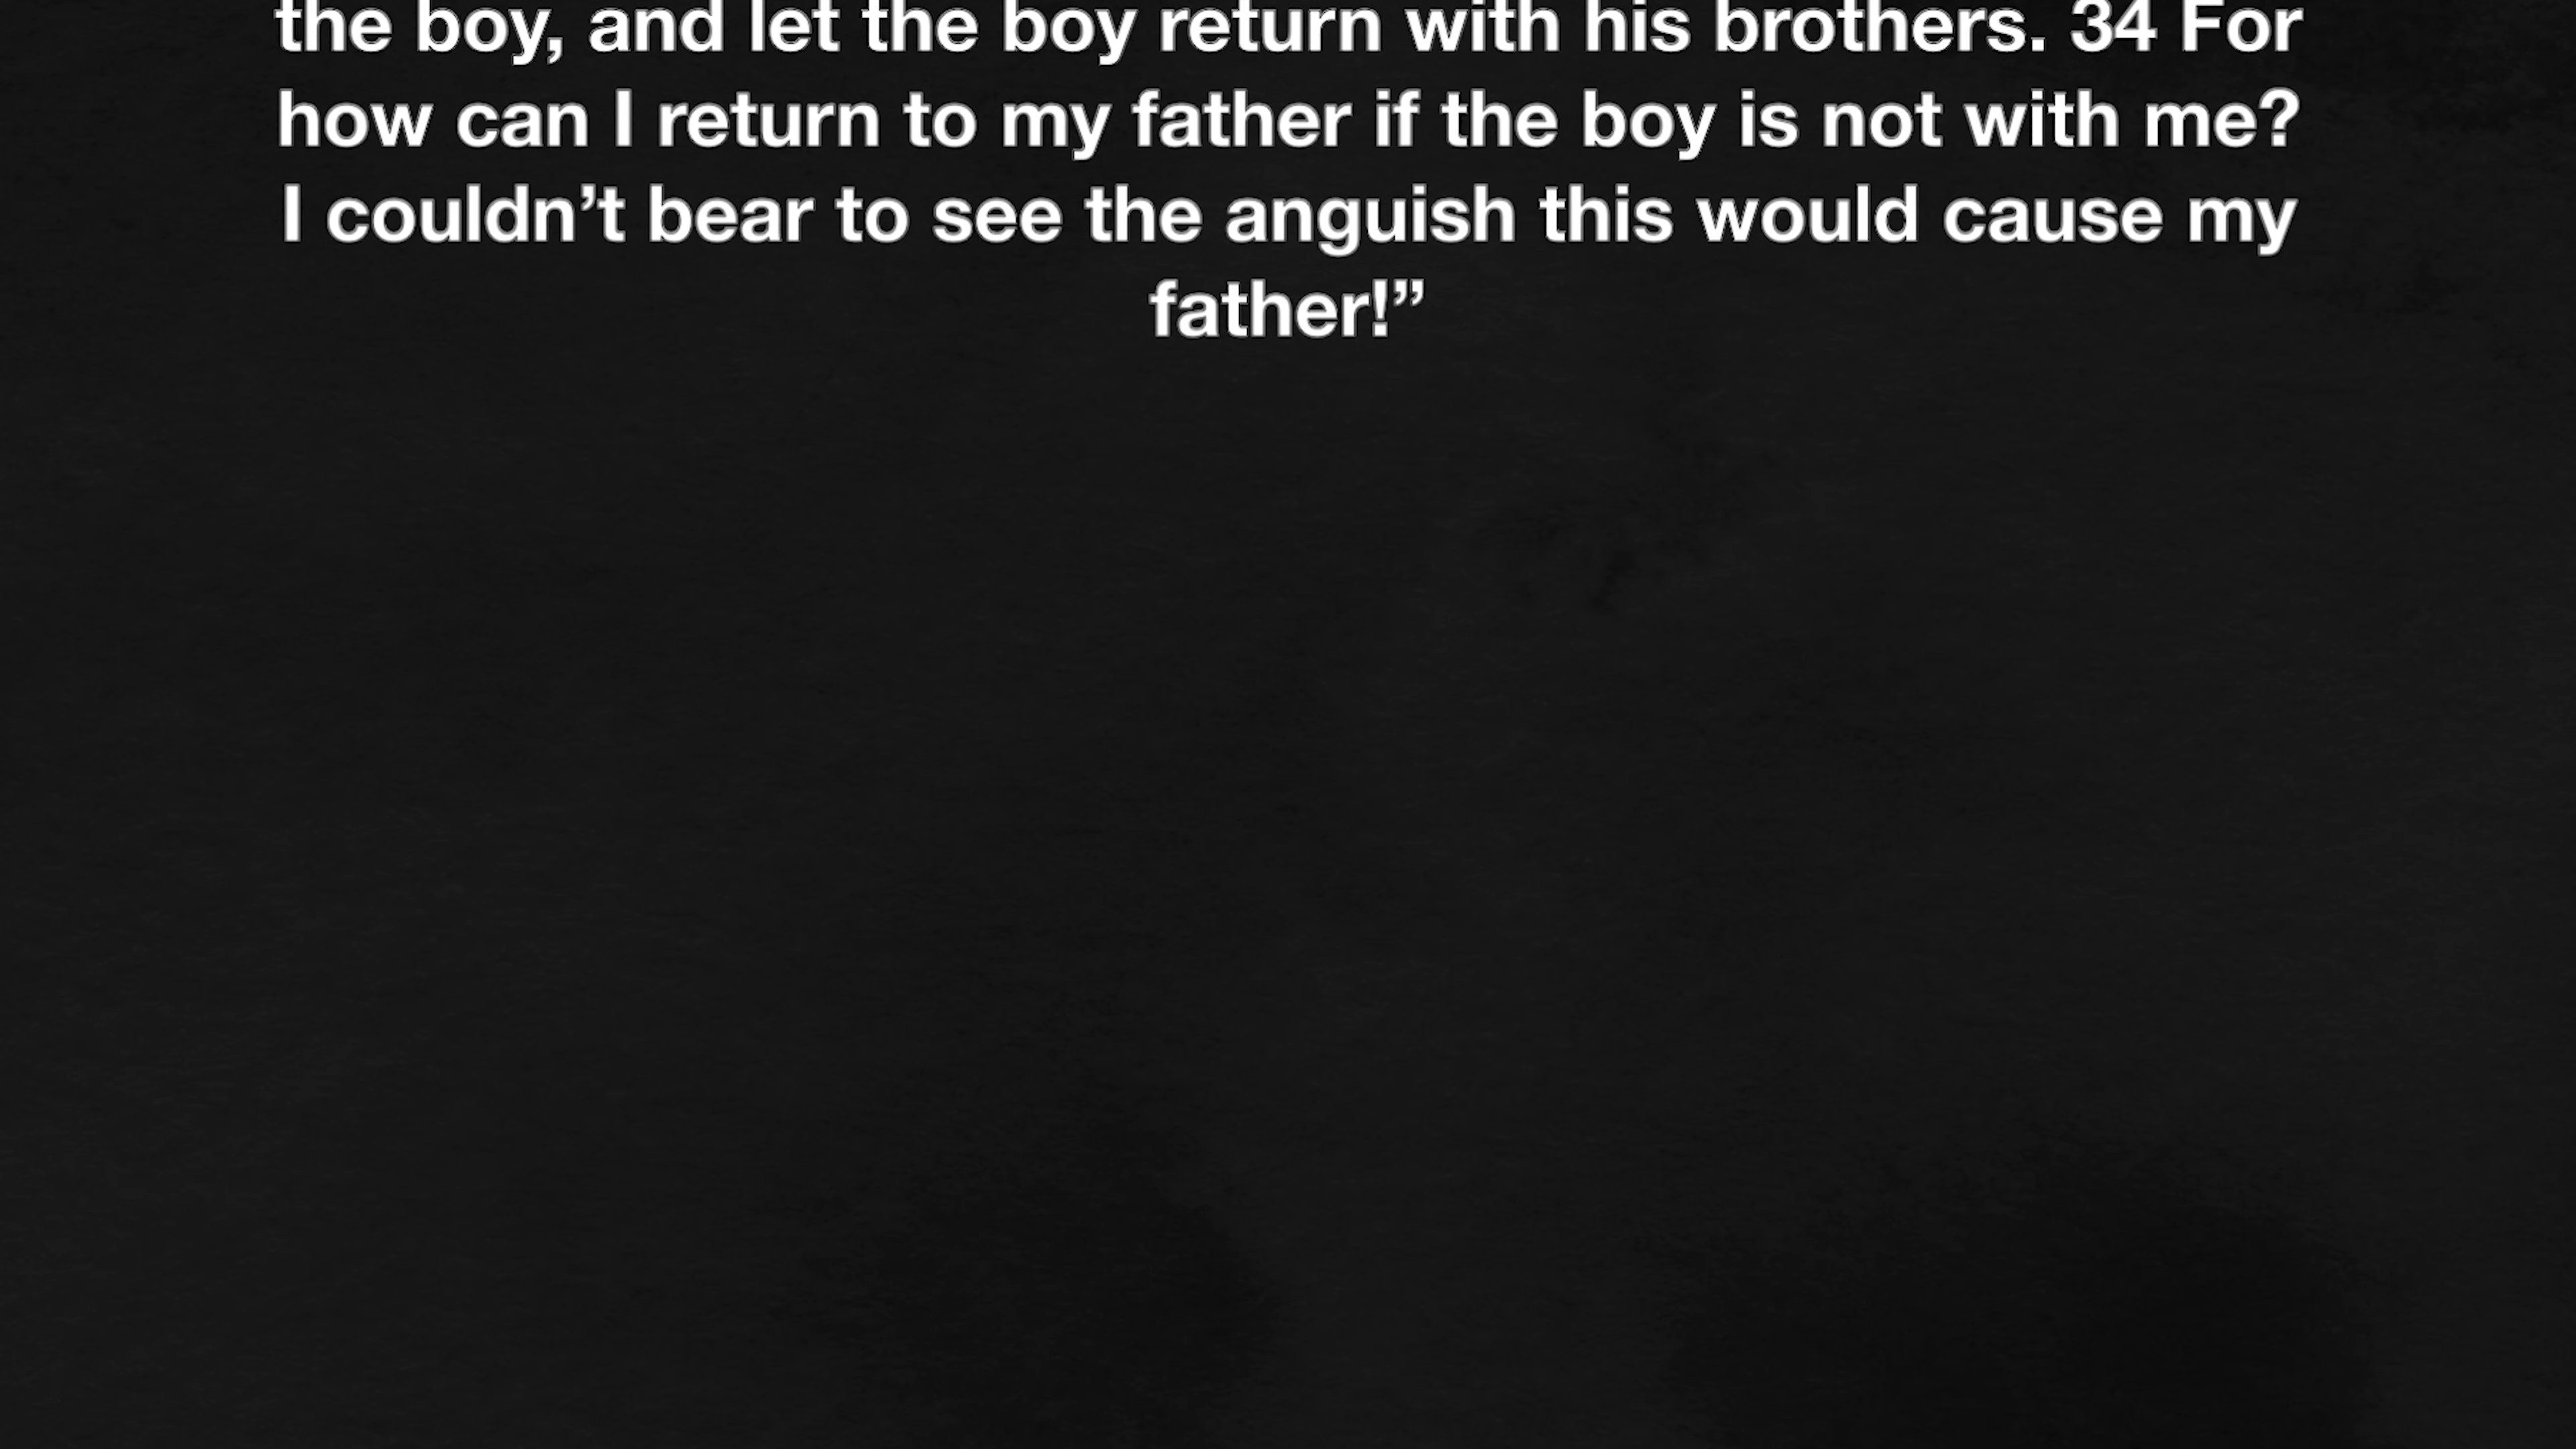 the boy, and let the boy return with his brothers. 34 For
how can I return to my father if the boy is not with me?
I couldn’t bear to see the anguish this would cause my
father!”